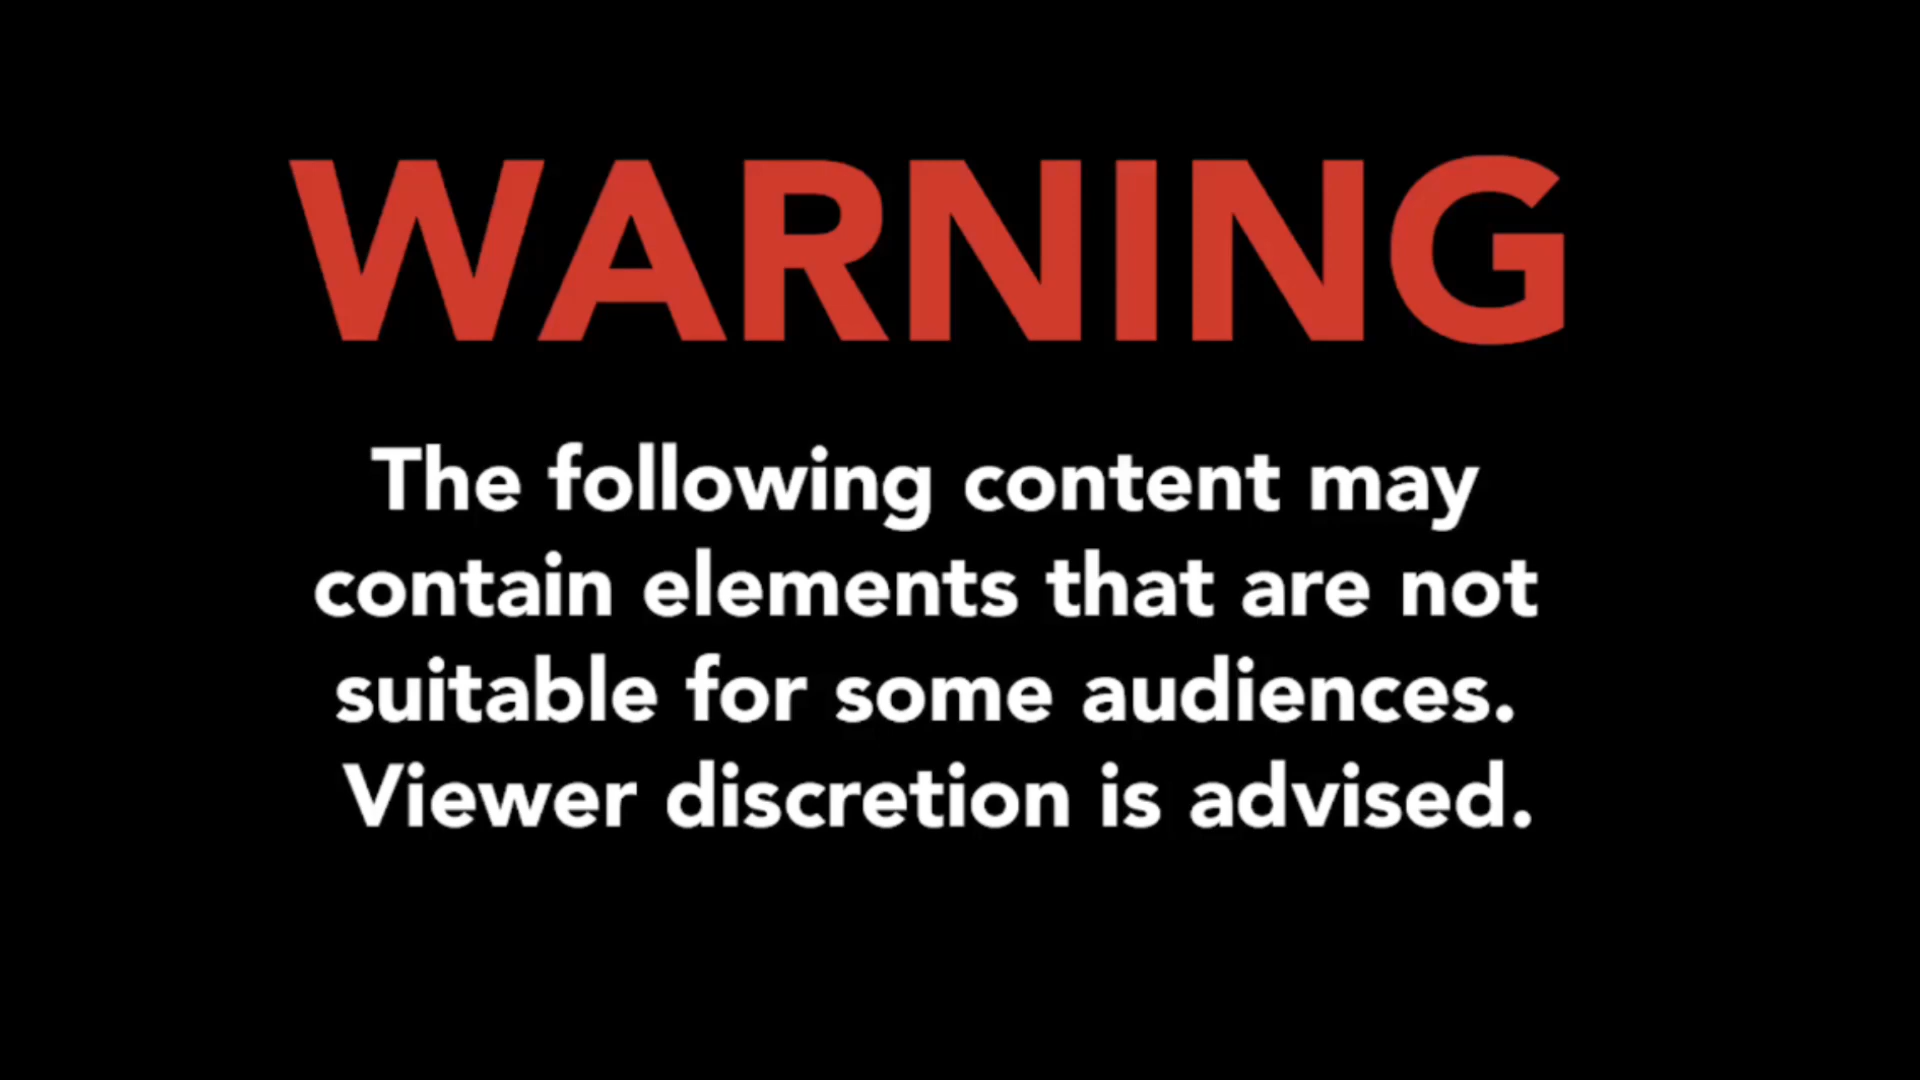 WARNING
The following content may
contain elements that are not
suitable for some audiences.
Viewer discretion is advised.